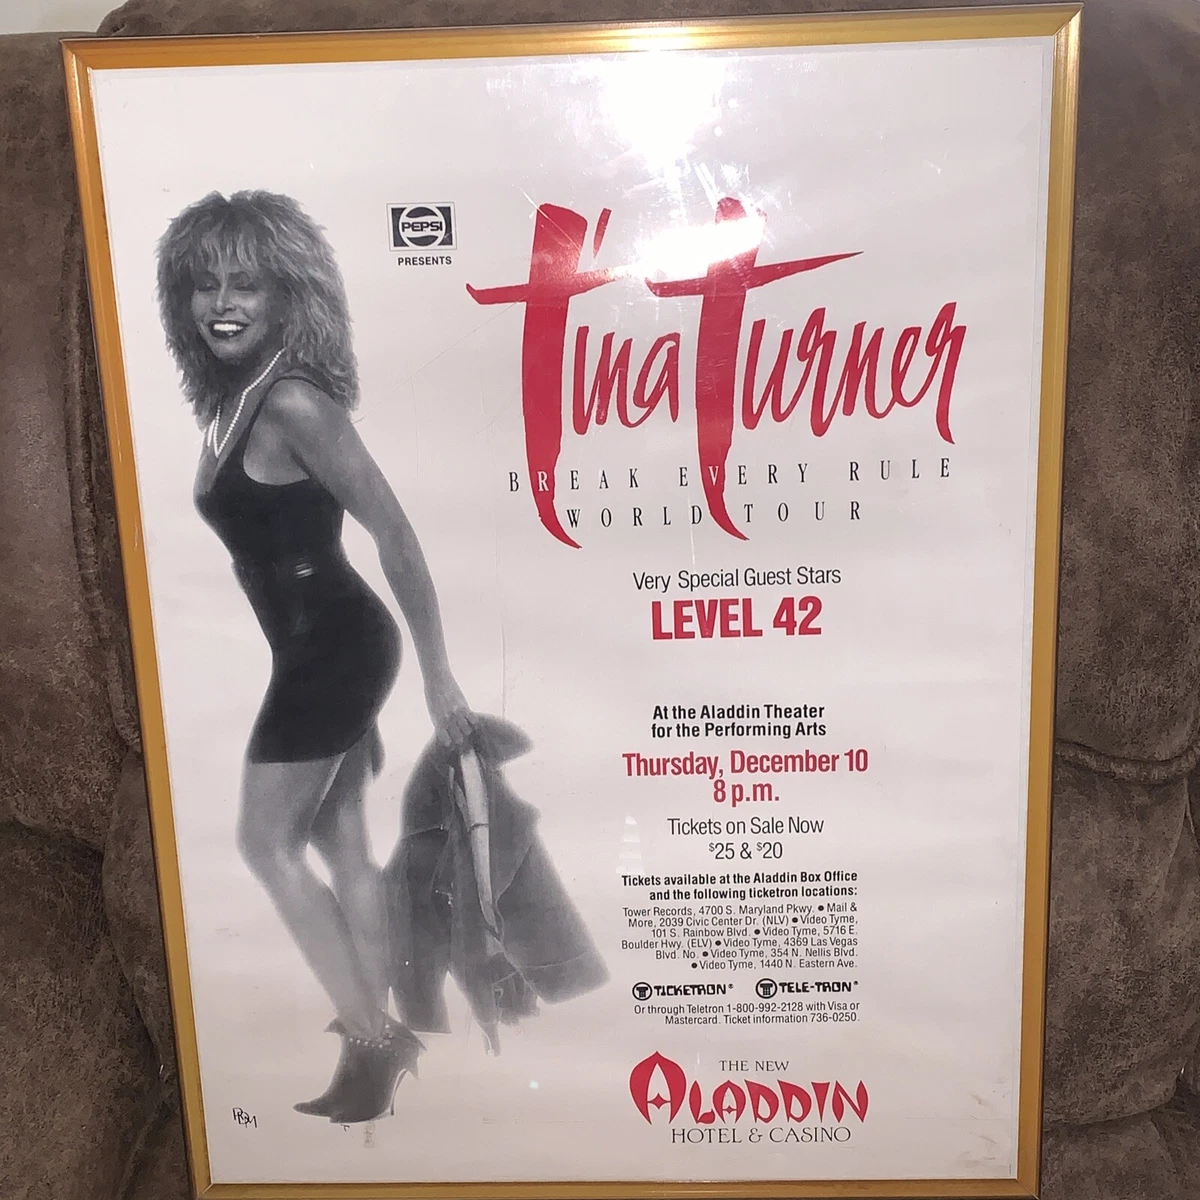 PEPSI
PRESENTS
tina turner
BREAK EVERY RULE
WORLD TOUR
Very Special Guest Stars
LEVEL 42
At the Aladdin Theater
for the Performing Arts
Thursday, December 10
8 p.m.
Tickets on Sale Now
$25 & $20
Tickets available at the Aladdin Box Office
and the following ticketron locations:
Tower Records, 4700 S. Maryland Pkwy. ● Mail &
More, 2039 Civic Center Dr. (NLV) ● Video Tyme,
101 S. Rainbow Blvd. ● Video Tyme, 5716 E.
Boulder Hwy. (ELV) ● Video Tyme, 4369 Las Vegas
Blvd. No. ● Video Tyme, 354 N. Nellis Blvd.
● Video Tyme, 1440 N. Eastern Ave.
TICKETRON® TELE-TRON®
Or through Teletron 1-800-992-2128 with Visa or
Mastercard. Ticket information 736-0250.
THE NEW
ALADDIN
HOTEL & CASINO